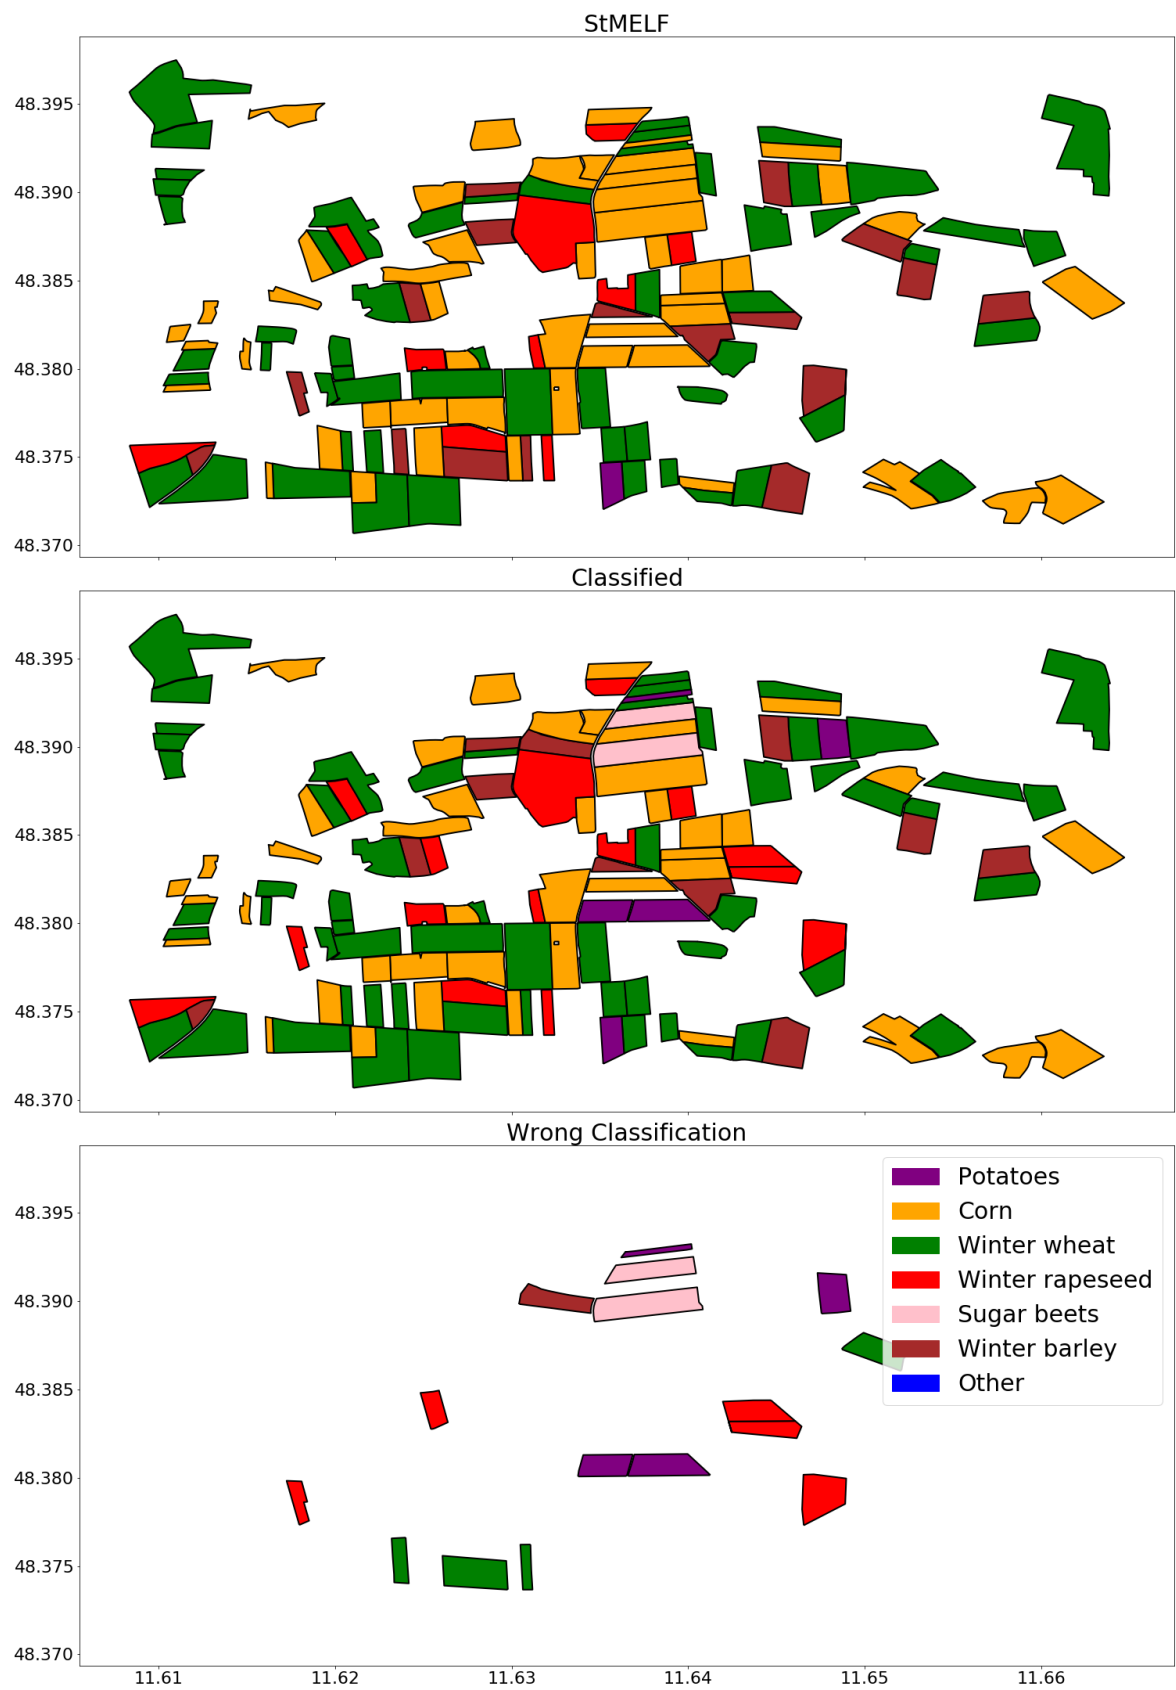 StMELF
48.395
48.390
48.385
48.380
48.375
48.370
Classified
48.395
48.390
48.385
48.380
48.375
48.370
Wrong Classification
48.395
48.390
48.385
48.380
48.375
48.370
Potatoes
Corn
Winter wheat
Winter rapeseed
Sugar beets
Winter barley
Other
11.61 11.62 11.63 11.64 11.65 11.66